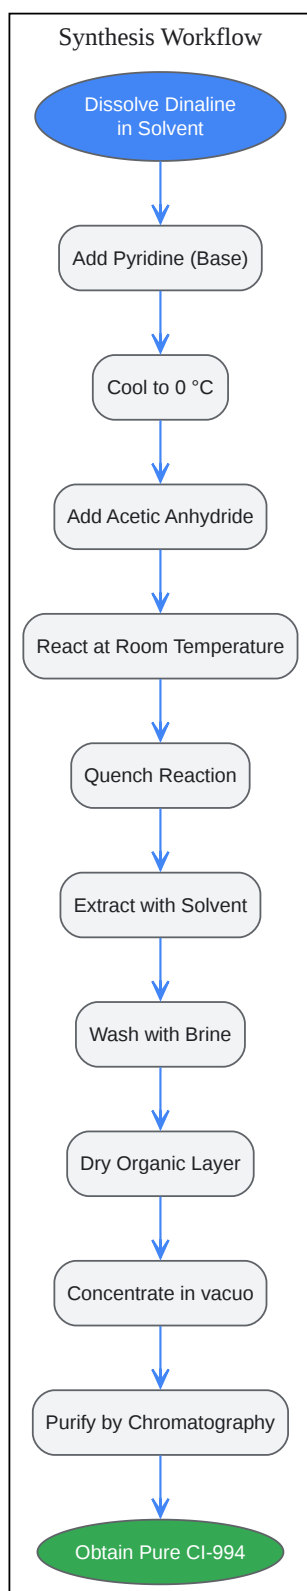 Synthesis Workflow
Dissolve Dinaline
in Solvent
Add Pyridine (Base)
Cool to 0 °C
Add Acetic Anhydride
React at Room Temperature
Quench Reaction
Extract with Solvent
Wash with Brine
Dry Organic Layer
Concentrate in vacuo
Purify by Chromatography
Obtain Pure CI-994